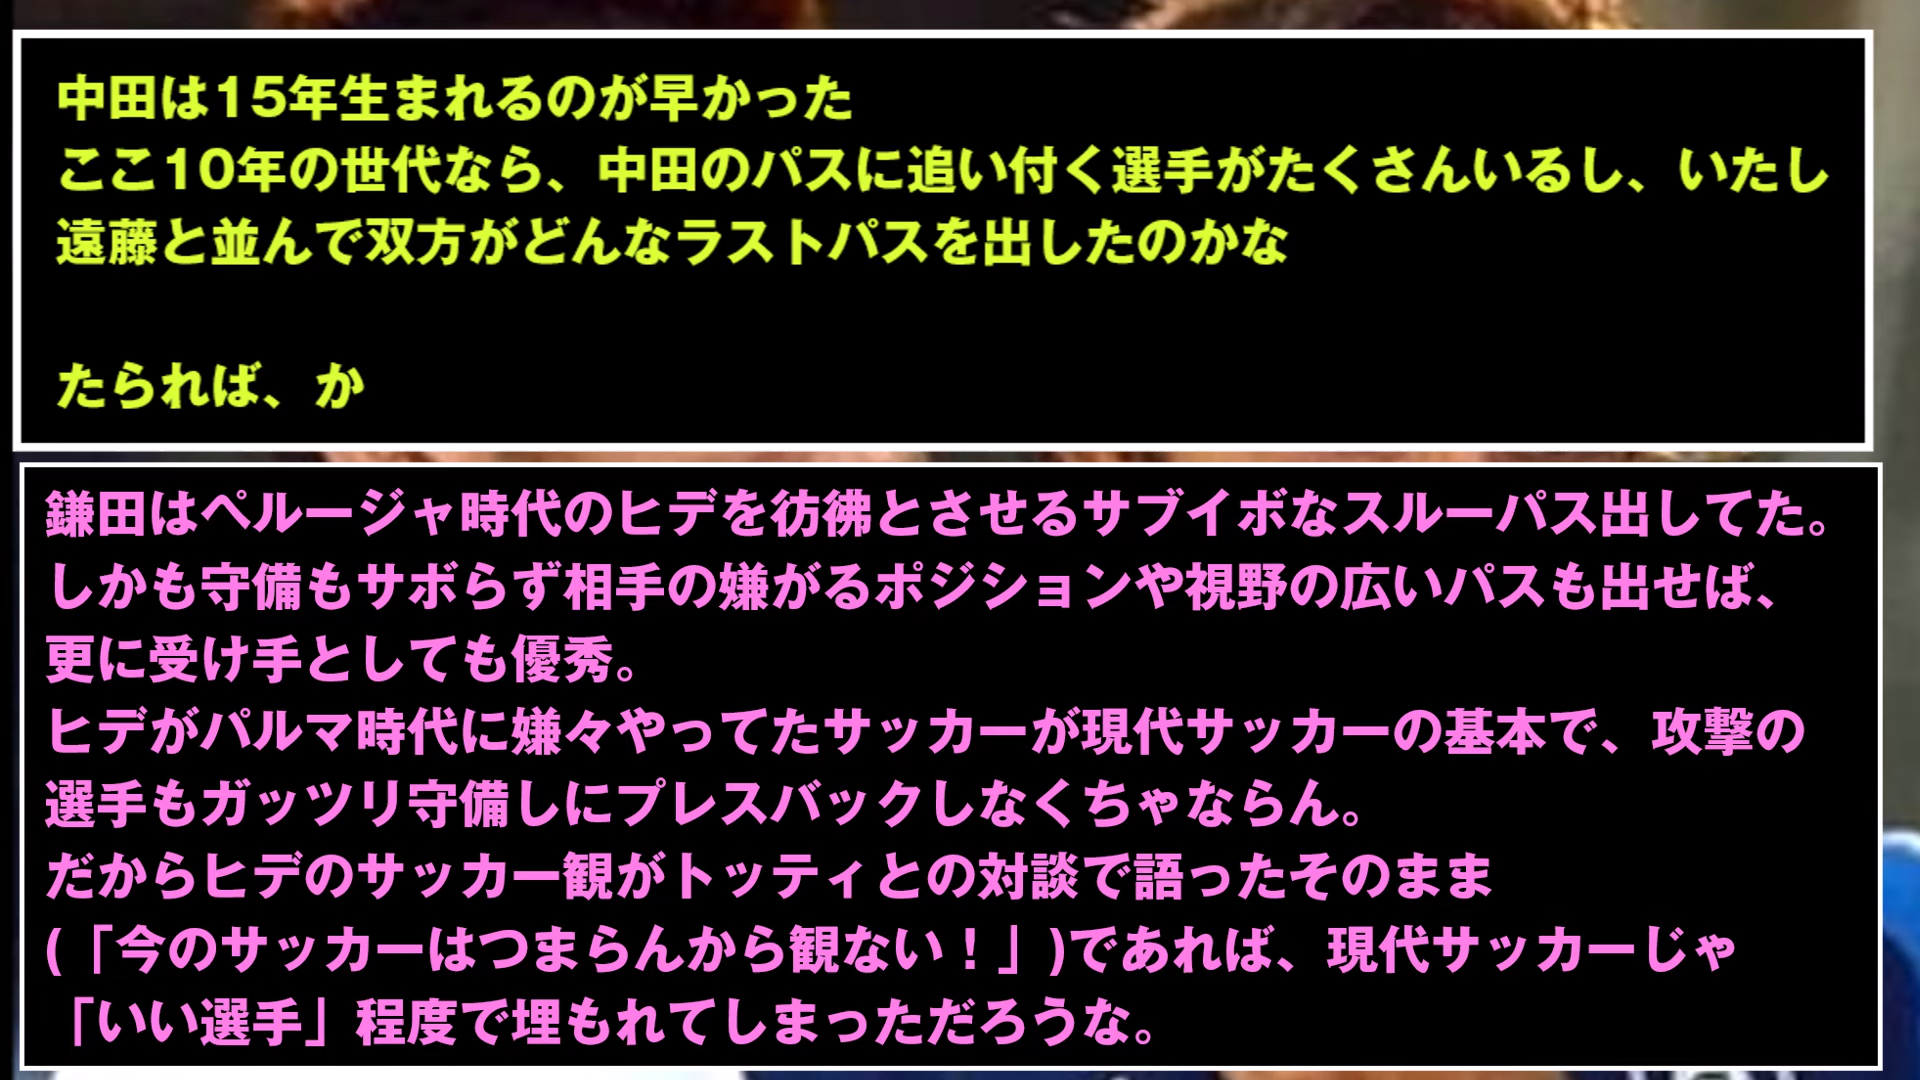 中田は15年生まれるのが早かった
ここ10年の世代なら、中田のパスに追い付く選手がたくさんいるし、いたし
遠藤と並んで双方がどんなラストパスを出したのかな
たられば、か
鎌田はペルージャ時代のヒデを彷彿とさせるサブイボなスルーパス出してた。
しかも守備もサボらず相手の嫌がるポジションや視野の広いパスも出せば、
更に受け手としても優秀。
ヒデがパルマ時代に嫌々やってたサッカーが現代サッカーの基本で、攻撃の
選手もガッツリ守備しにプレスバックしなくちゃならん。
だからヒデのサッカー観がトッティとの対談で語ったそのまま
(「今のサッカーはつまらんから観ない！」)であれば、現代サッカーじゃ
「いい選手」程度で埋もれてしまっただろうな。